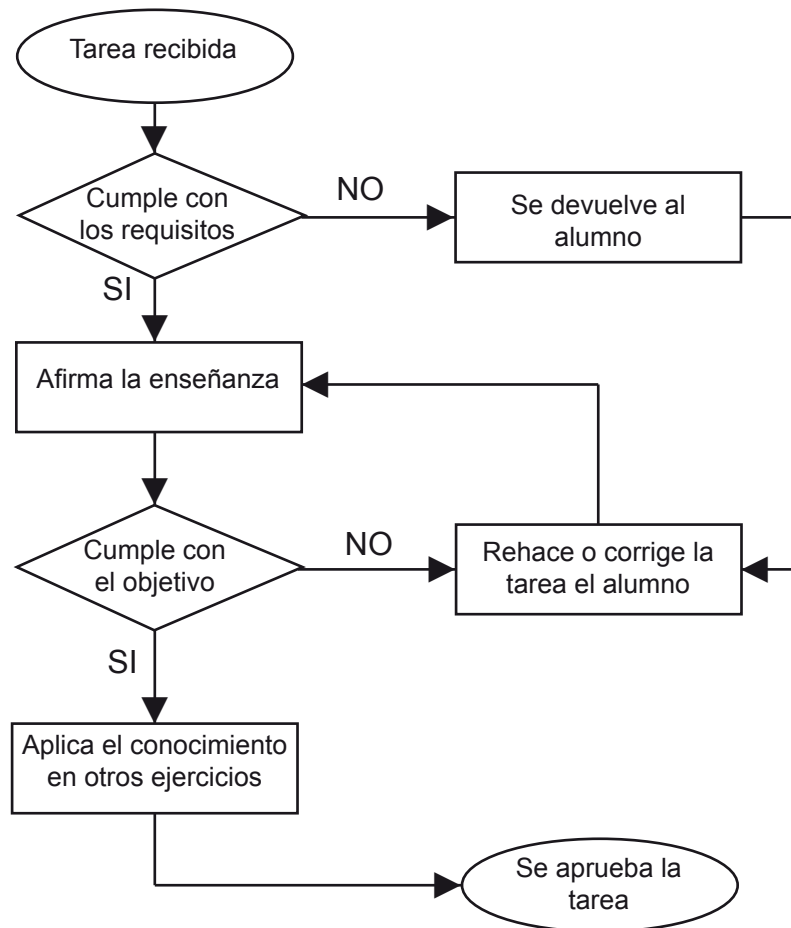 Tarea recibida
Cumple con
los requisitos
NO
Se devuelve al
alumno
SI
Afirma la enseñanza
Cumple con
el objetivo
NO
Rehace o corrige la
tarea el alumno
SI
Aplica el conocimiento
en otros ejercicios
Se aprueba la
tarea